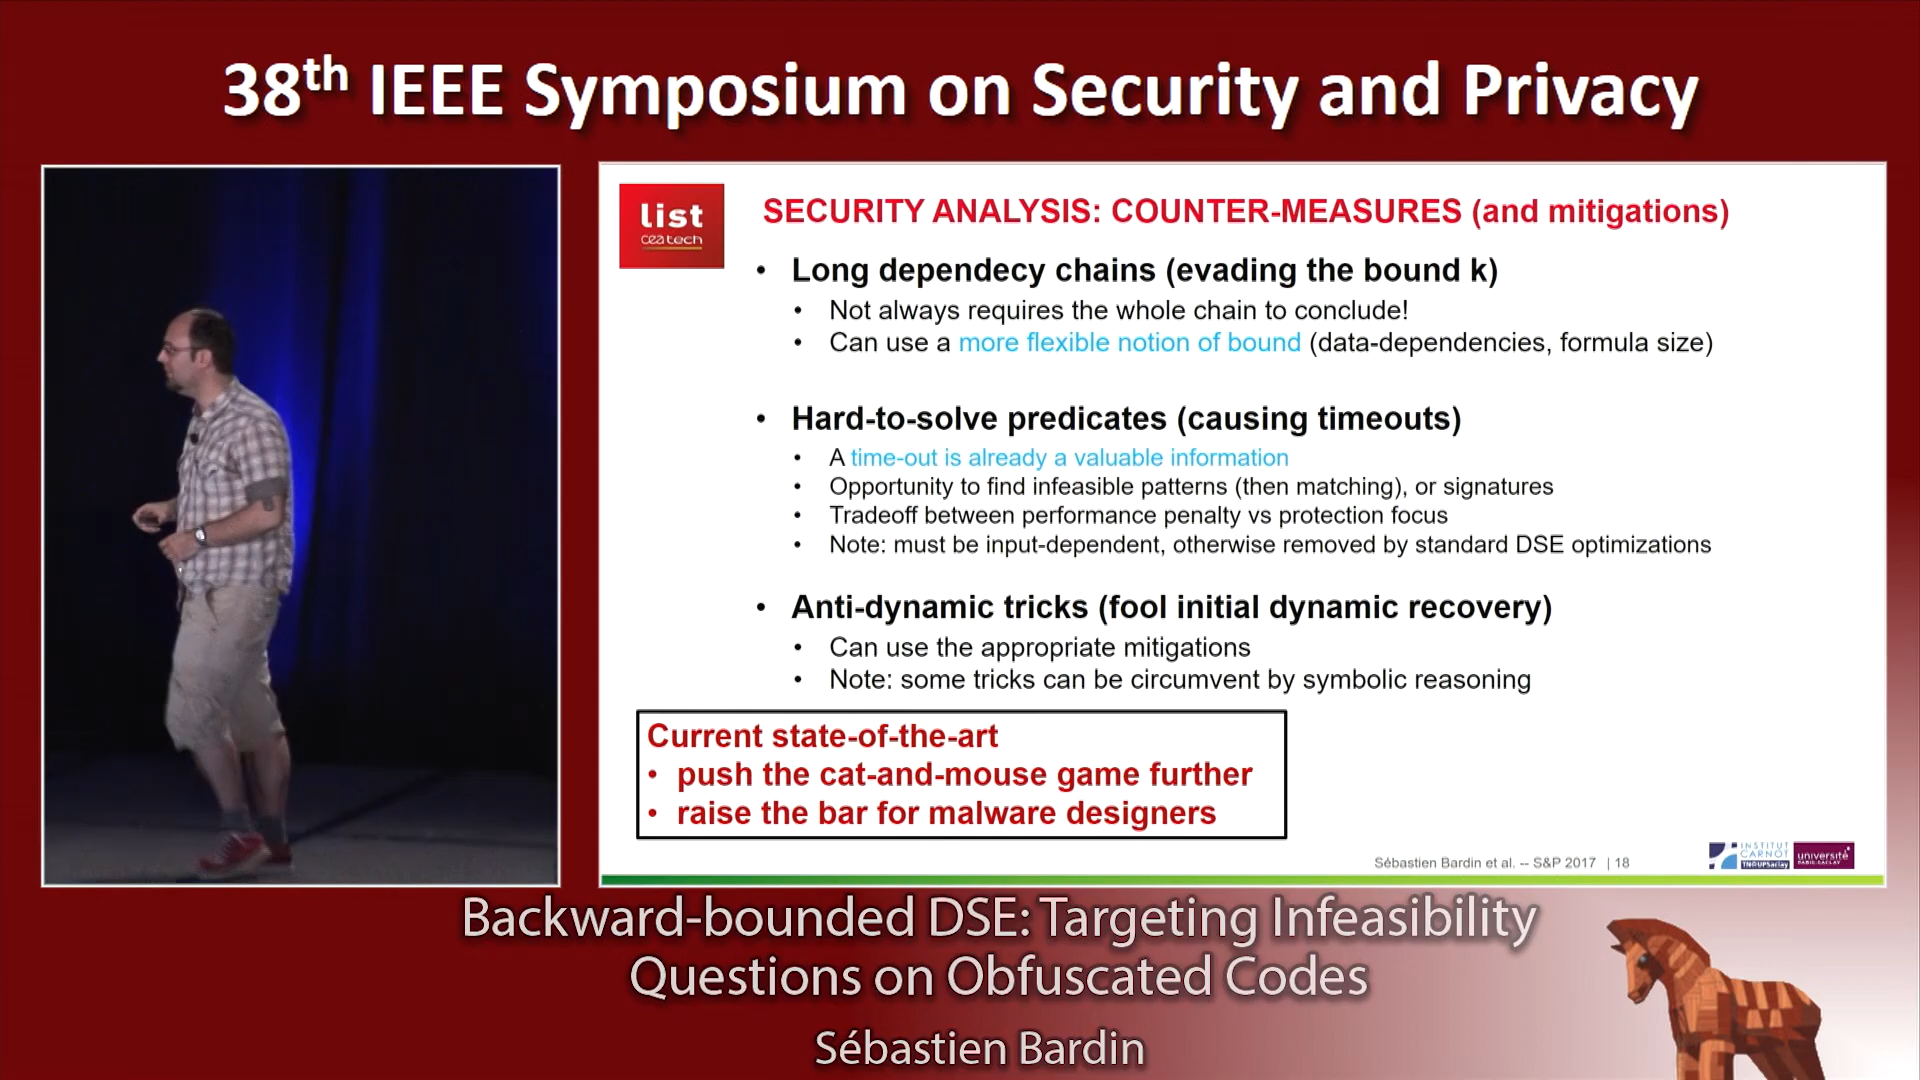 38th IEEE Symposium on Security and Privacy
list
ceatech
SECURITY ANALYSIS: COUNTER-MEASURES (and mitigations)
• Long dependecy chains (evading the bound k)
• Not always requires the whole chain to conclude!
• Can use a more flexible notion of bound (data-dependencies, formula size)
• Hard-to-solve predicates (causing timeouts)
• A time-out is already a valuable information
• Opportunity to find infeasible patterns (then matching), or signatures
• Tradeoff between performance penalty vs protection focus
• Note: must be input-dependent, otherwise removed by standard DSE optimizations
• Anti-dynamic tricks (fool initial dynamic recovery)
• Can use the appropriate mitigations
• Note: some tricks can be circumvent by symbolic reasoning
Current state-of-the-art
• push the cat-and-mouse game further
• raise the bar for malware designers
Sébastien Bardin et al. -- S&P 2017 | 18
INSTITUT
CARNOT
TN@UPSaclay
université
PARIS-SACLAY
Backward-bounded DSE: Targeting Infeasibility
Questions on Obfuscated Codes
Sébastien Bardin